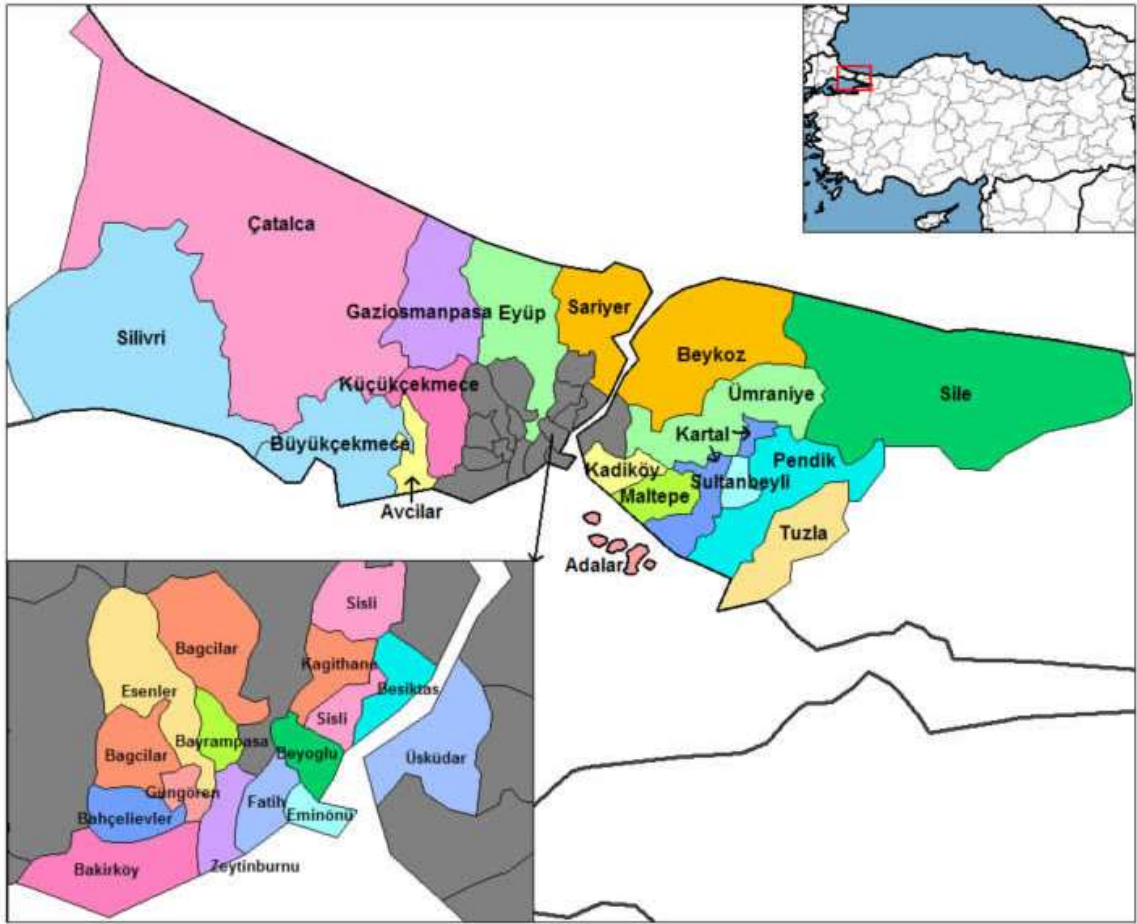 Çatalca
Gaziosmanpasa
Eyüp
Sariyer
Silivri
Beykoz
Küçükçekmece
Ümraniye
Sile
Büyükçekmece
Kartal
Kadiköy
Sultanbeyli
Pendik
Maltepe
Avcilar
Tuzla
Adalar
Sisli
Bagcilar
Kagithane
Esenler
Besiktas
Sisli
Bayrampasa
Bagcilar
Beyoglu
Üsküdar
Güngören
Fatih
Eminönü
Bahçelievler
Bakirköy
Zeytinburnu